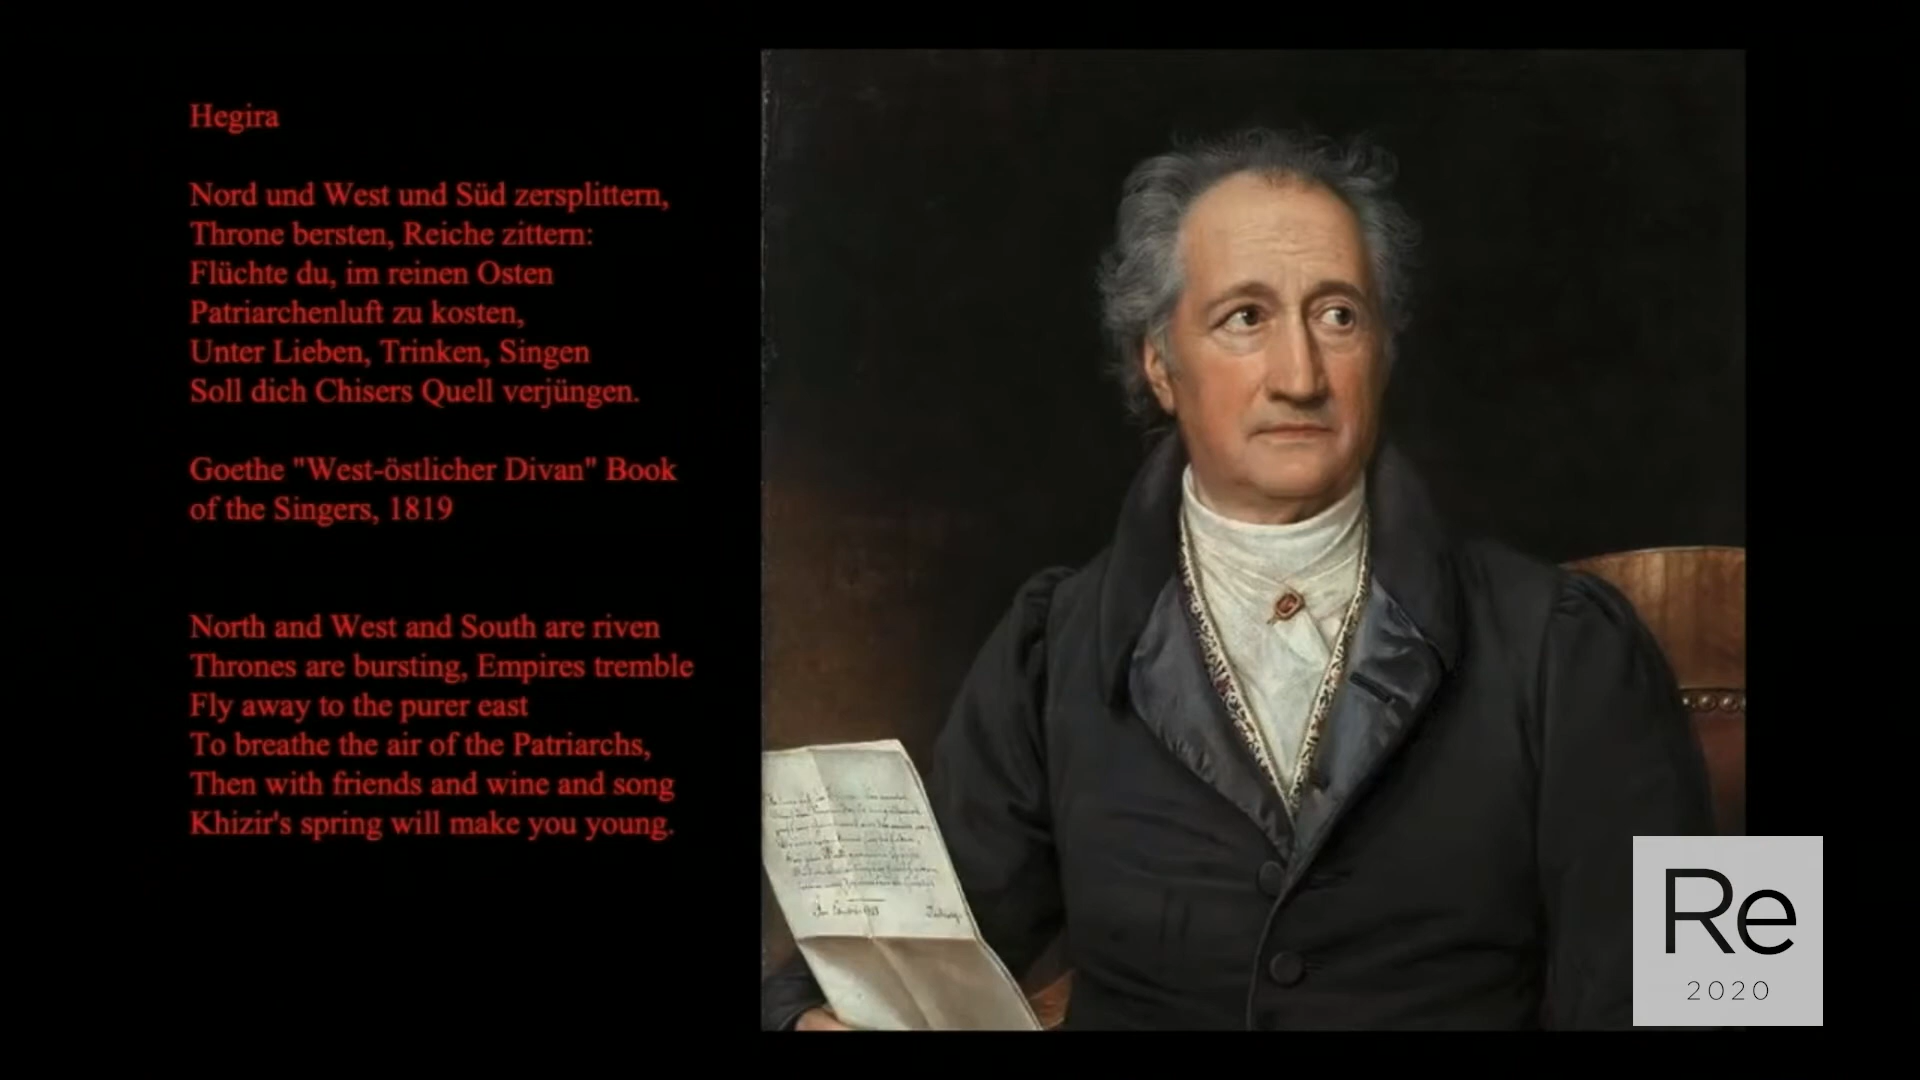 Hegira
Nord und West und Süd zersplittern,
Throne bersten, Reiche zittern:
Flüchte du, im reinen Osten
Patriarchenluft zu kosten,
Unter Lieben, Trinken, Singen
Soll dich Chisers Quell verjüngen.
Goethe "West-östlicher Divan" Book
of the Singers, 1819
North and West and South are riven
Thrones are bursting, Empires tremble
Fly away to the purer east
To breathe the air of the Patriarchs,
Then with friends and wine and song
Khizir's spring will make you young.
Re
2020